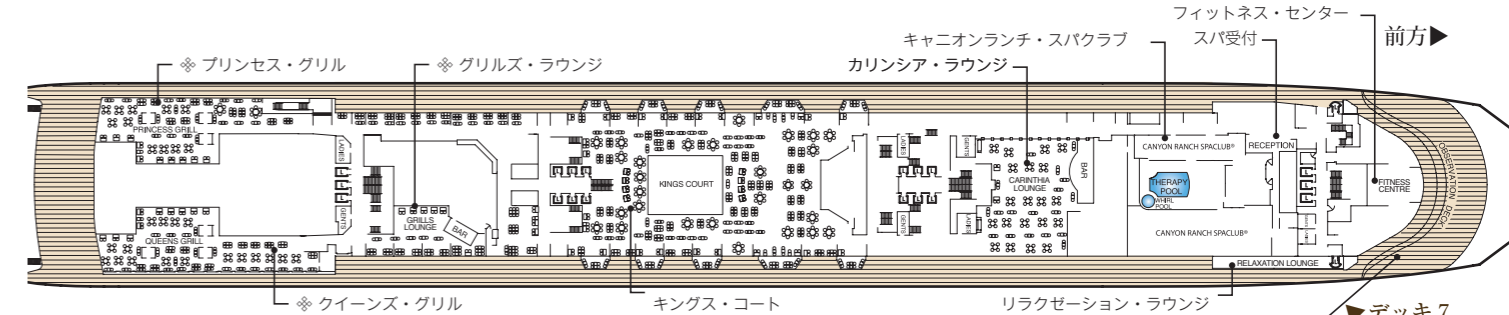 フィットネス・センター
キャニオンランチ・スパクラブ
スパ受付
前方▶
※ プリンセス・グリル
※ グリルズ・ラウンジ
カリンシア・ラウンジ
PRINCESS GRILL
LADIES
GRILLS
LOUNGE
BAR
KINGS COURT
LADIES
GENTS
CARINTHIA
LOUNGE
BAR
CANYON RANCH SPACLUB®
RECEPTION
THERAPY
POOL
WHIRL
POOL
FITNESS
CENTRE
OBSERVATION DECK
QUEENS GRILL
GENTS
GENTS
LADIES
CANYON RANCH SPACLUB®
RELAXATION LOUNGE
※ クイーンズ・グリル
キングス・コート
リラクゼーション・ラウンジ
▶デッキ 7